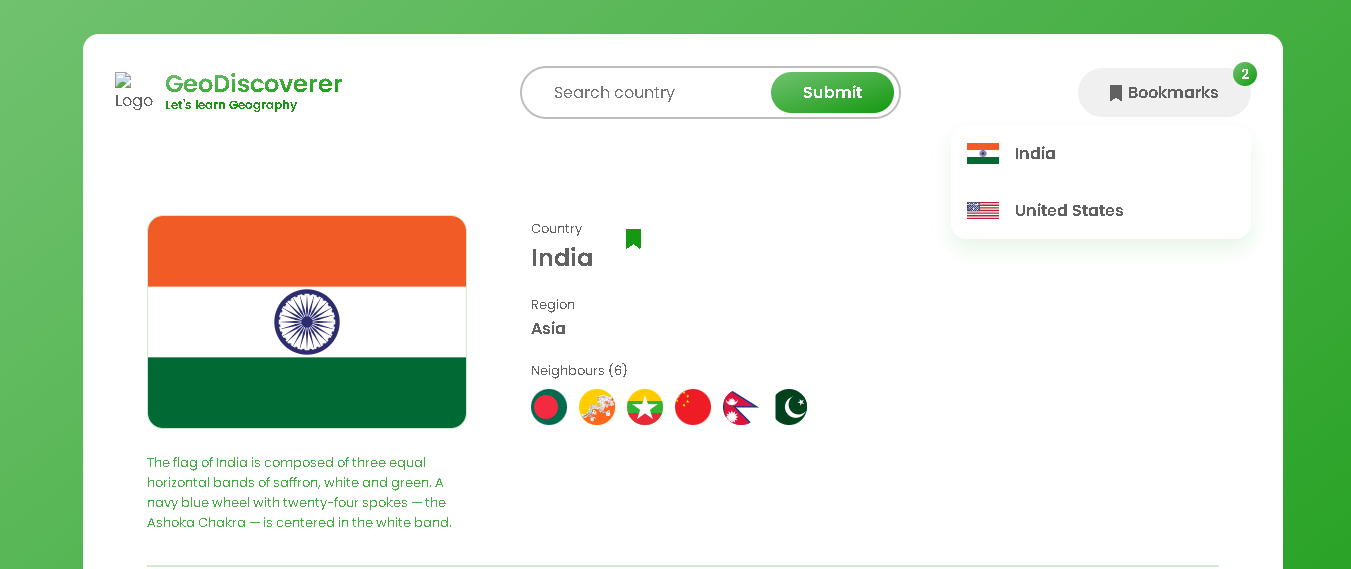 Logo
GeoDiscoverer
Let's learn Geography
Search country
Submit
Bookmarks
2
India
United States
Country
India
Region
Asia
Neighbours (6)
The flag of India is composed of three equal
horizontal bands of saffron, white and green. A
navy blue wheel with twenty-four spokes — the
Ashoka Chakra — is centered in the white band.